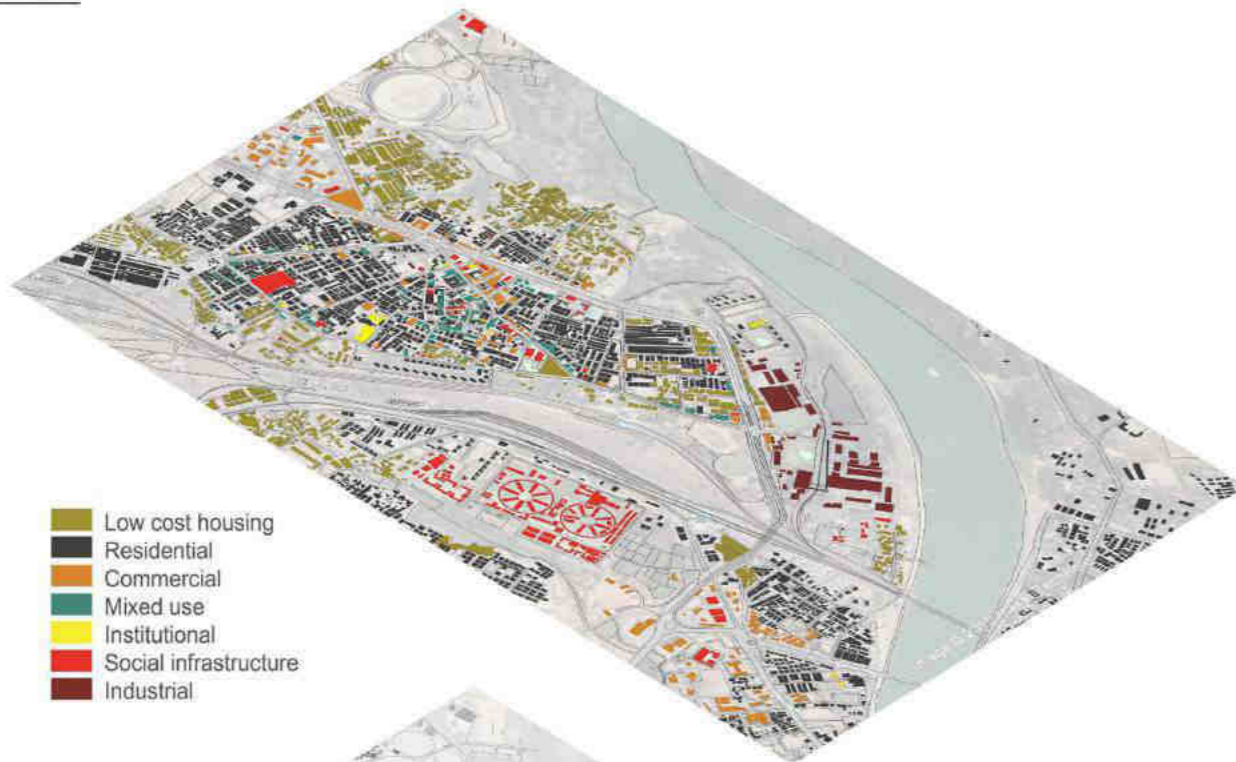 Low cost housing
Residential
Commercial
Mixed use
Institutional
Social infrastructure
Industrial